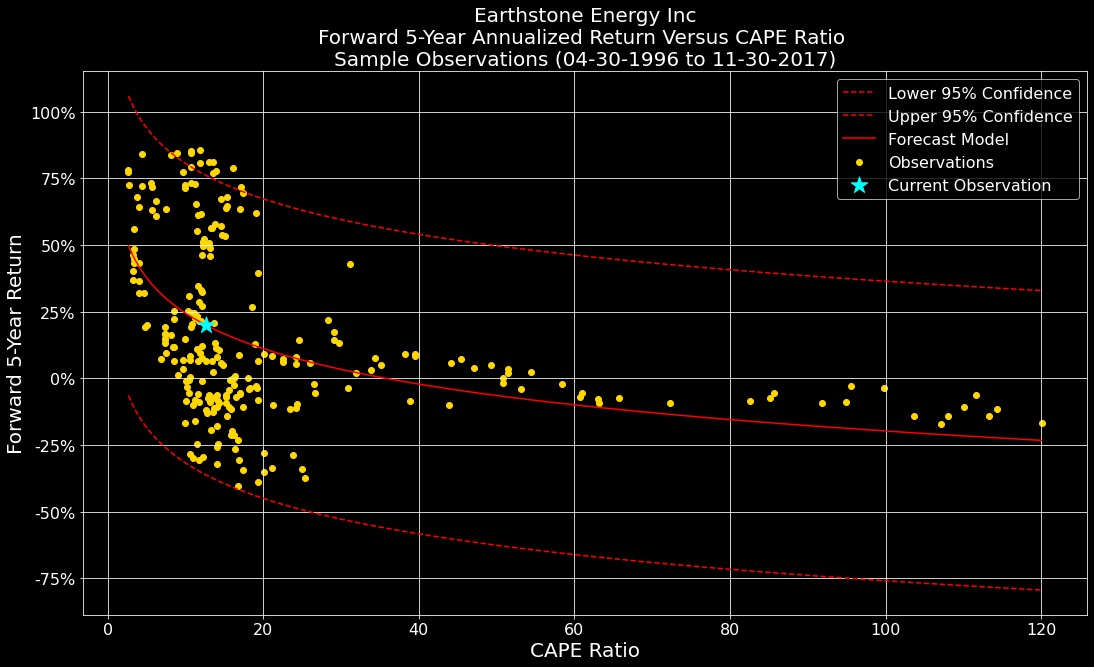 Earthstone Energy Inc
Forward 5-Year Annualized Return Versus CAPE Ratio
Sample Observations (04-30-1996 to 11-30-2017)
Lower 95% Confidence
Upper 95% Confidence
Forecast Model
Observations
Current Observation
Forward 5-Year Return
100%
75%
50%
25%
0%
-25%
-50%
-75%
0 20 40 60 80 100 120
CAPE Ratio